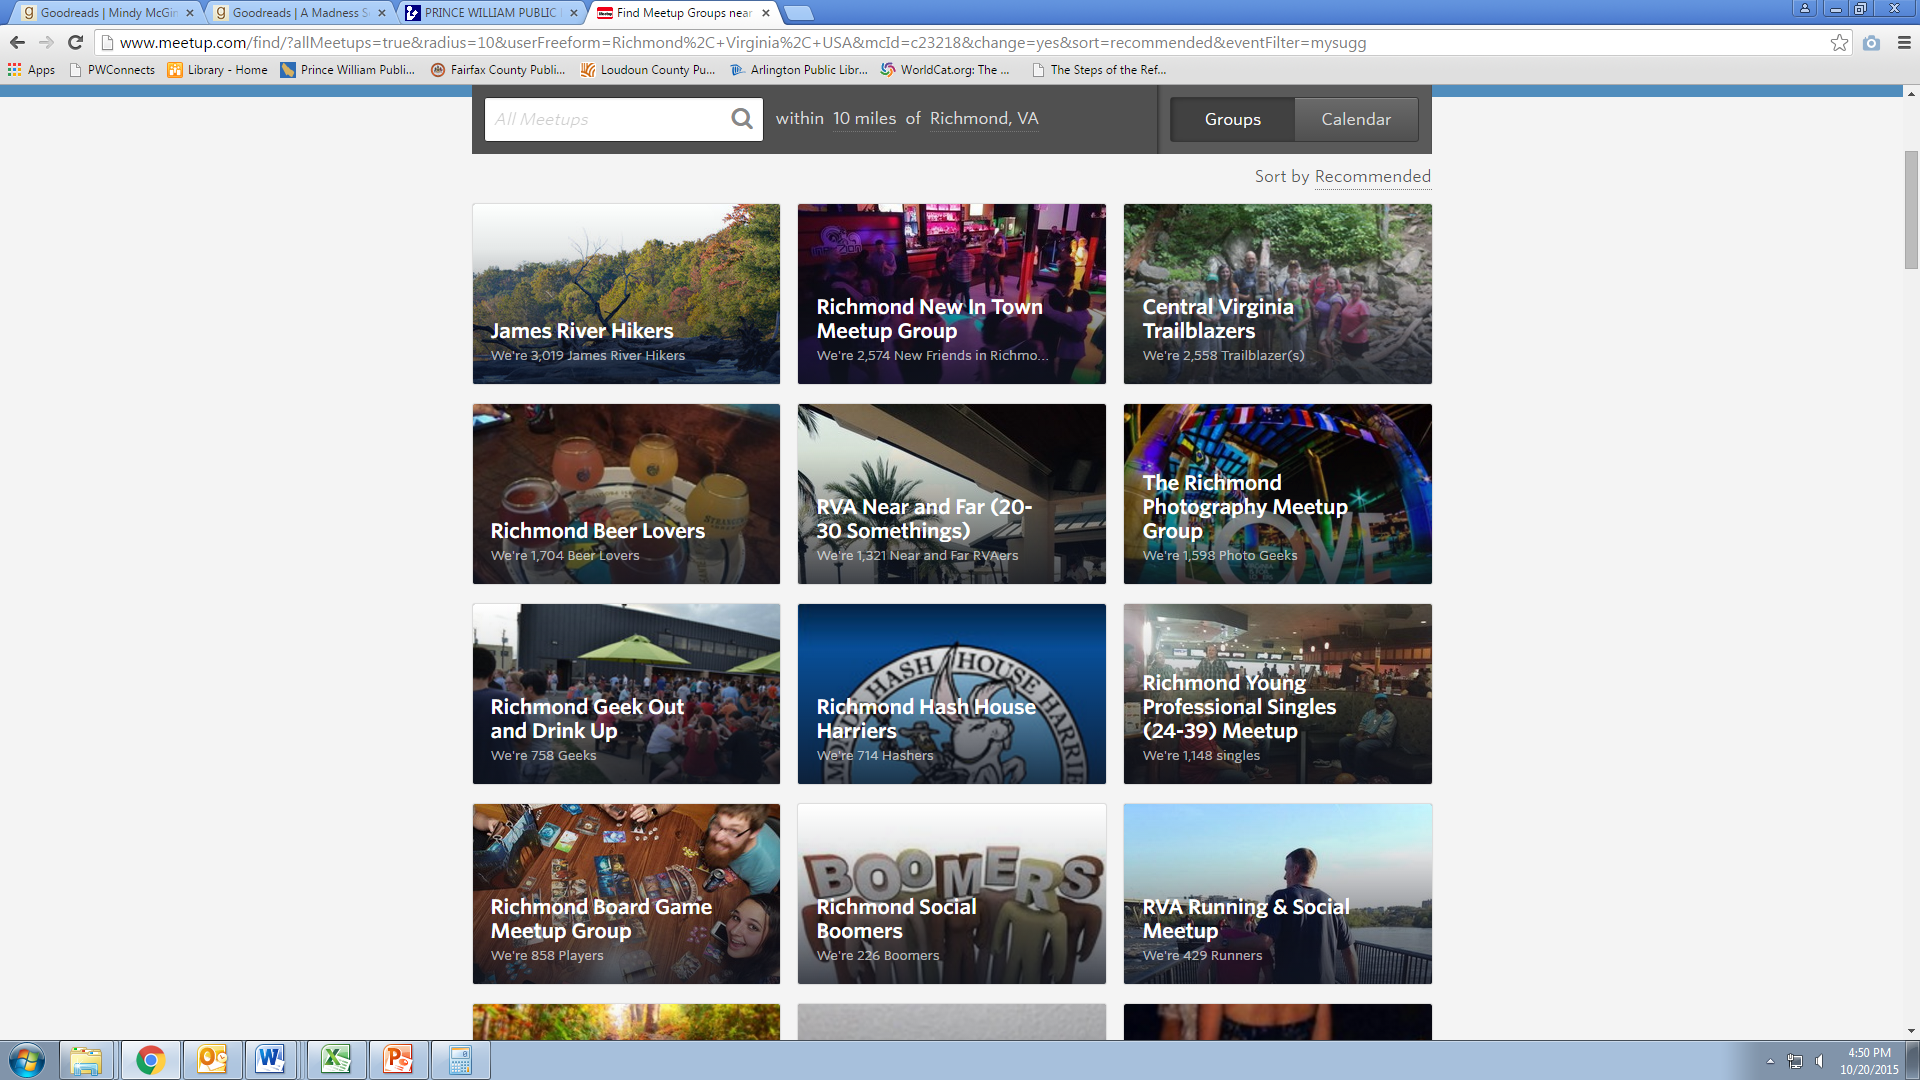 Goodreads | Mindy McGin
Goodreads | A Madness S
PRINCE WILLIAM PUBLIC
Find Meetup Groups near
www.meetup.com/find/?allMeetups=true&radius=10&userFreeform=Richmond%2C+Virginia%2C+USA&mcId=c23218&change=yes&sort=recommended&eventFilter=mysugg
Apps PWConnects Library - Home Prince William Publi... Fairfax County Publi... Loudoun County Pu... Arlington Public Libr... WorldCat.org: The ... The Steps of the Ref...
All Meetups within 10 miles of Richmond, VA Groups Calendar
Sort by Recommended
James River Hikers
We're 3,019 James River Hikers
Richmond New In Town
Meetup Group
We're 2,574 New Friends in Richmo...
Central Virginia
Trailblazers
We're 2,558 Trailblazer(s)
Richmond Beer Lovers
We're 1,704 Beer Lovers
RVA Near and Far (20-
30 Somethings)
We're 1,321 Near and Far RVAers
The Richmond
Photography Meetup
Group
We're 1,598 Photo Geeks
LOVE
Richmond Geek Out
and Drink Up
We're 758 Geeks
HASH HOUSE HARRIE
Richmond Hash House
Harriers
We're 714 Hashers
Richmond Young
Professional Singles
(24-39) Meetup
We're 1,148 singles
Richmond Board Game
Meetup Group
We're 858 Players
BOOMERS
Richmond Social
Boomers
We're 226 Boomers
RVA Running & Social
Meetup
We're 429 Runners
4:50 PM
10/20/2015